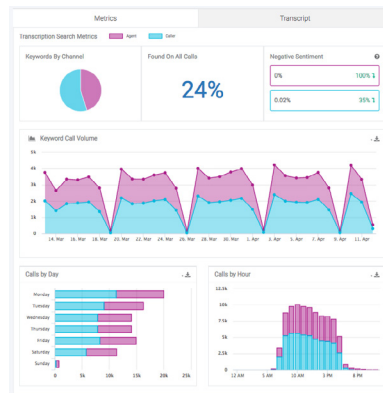 Metrics Transcript
Transcription Search Metrics Agent Caller
Keywords By Channel
Found On All Calls
Negative Sentiment
24%
0% 100%
0.02% 35%
Keyword Call Volume
5k
4k
3k
2k
1k
0
14. Mar 16. Mar 18. Mar 20. Mar 22. Mar 24. Mar 26. Mar 28. Mar 30. Mar 1. Apr 3. Apr 5. Apr 7. Apr 9. Apr 11. Apr
Calls by Day
Monday
Tuesday
Wednesday
Thursday
Friday
Saturday
Sunday
0 5k 10k 15k 20k 25k
Calls by Hour
12.5k
10k
7.5k
5k
2.5k
0
12 AM 5 AM 10 AM 3 PM 8 PM